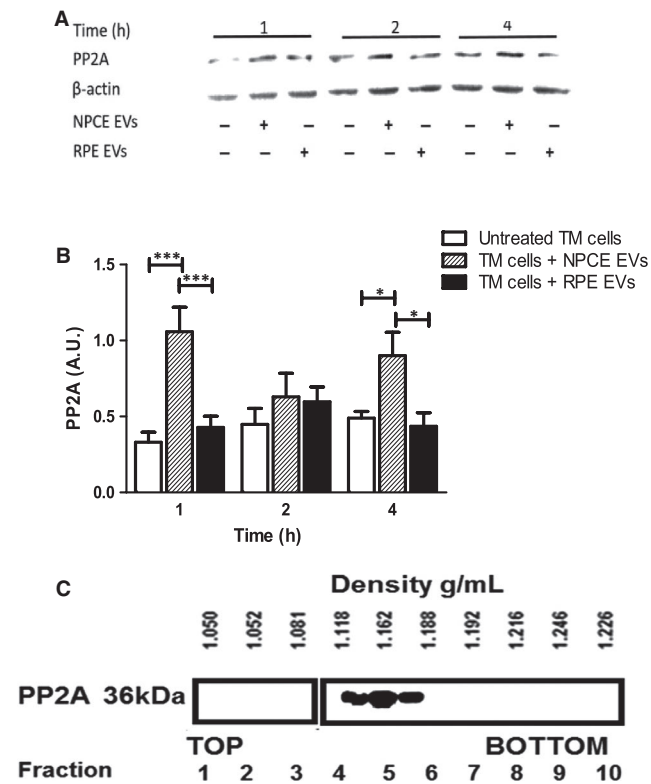 A
Time (h) 1 2 4
PP2A
β-actin
NPCE EVs – + – – + – – + –
RPE EVs – – + – – + – – +
B
Untreated TM cells
TM cells + NPCE EVs
TM cells + RPE EVs
*** *** * *
1.5
1.0
0.5
0.0
PP2A (A.U.)
1 2 4
Time (h)
C
Density g/mL
1.050 1.052 1.081 1.118 1.162 1.188 1.192 1.216 1.246 1.226
PP2A 36kDa
TOP BOTTOM
Fraction 1 2 3 4 5 6 7 8 9 10